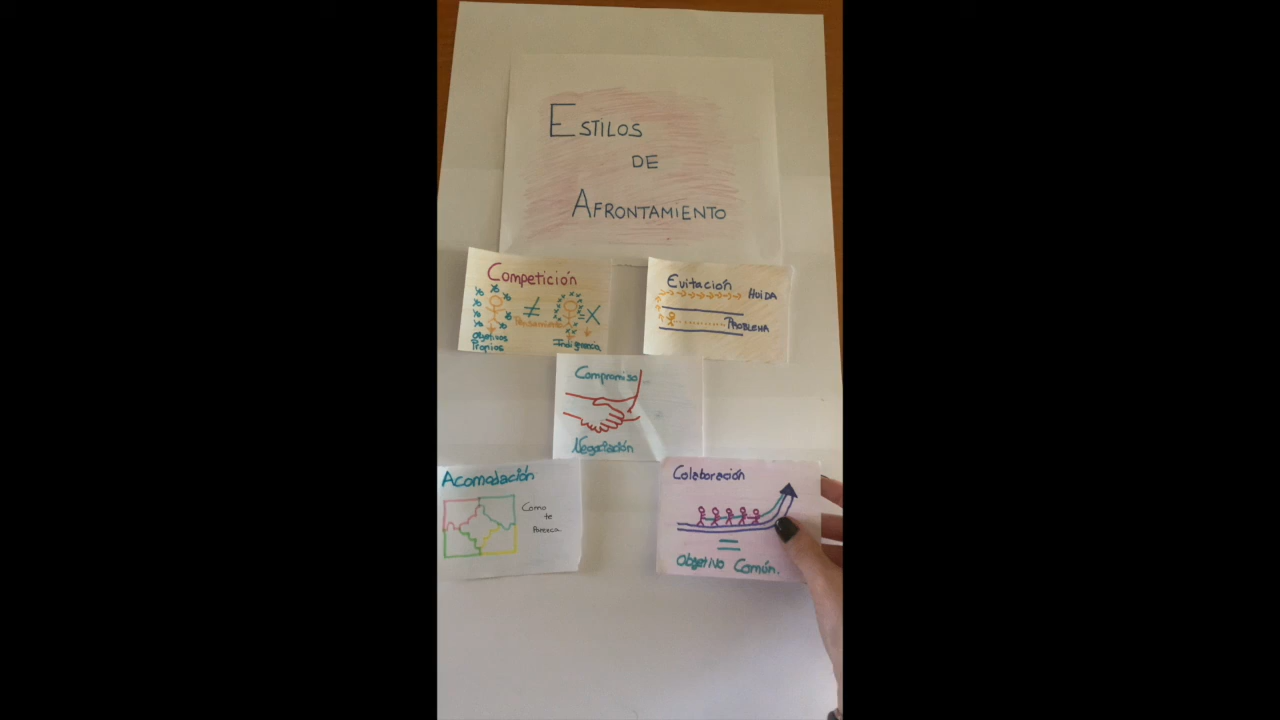 ESTILOS
DE
AFRONTAMIENTO
Competición
≠
= X
Objetivos
Propios
Evitación
HUIDA
PROBLEMA
Compromiso
Negociación
Acomodación
Como
te
Parezca
Colaboración
=
Objetivo Común.